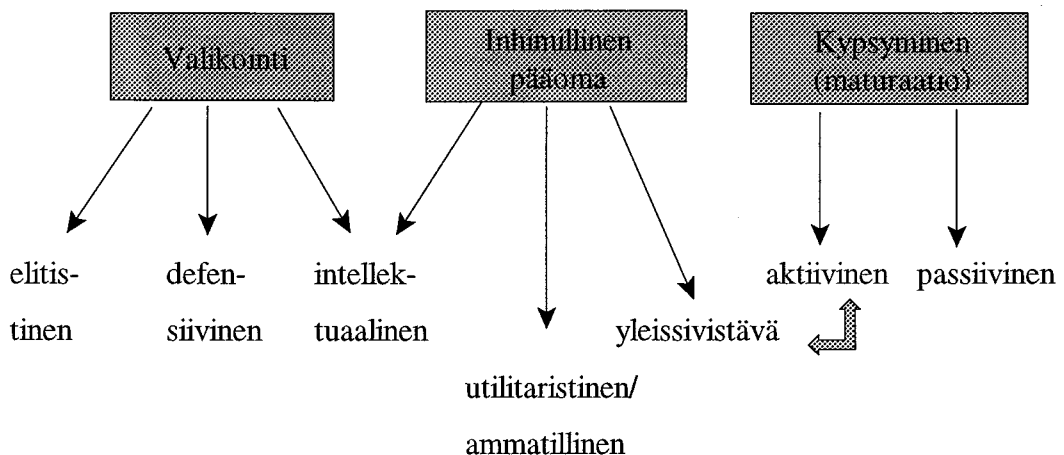 Valikointi
Inhimillinen
pääoma
Kypsyminen
(maturaatio)
elitis-
tinen
defen-
siivinen
intellek-
tuaalinen
aktiivinen
passiivinen
yleissivistävä
utilitaristinen/
ammatillinen